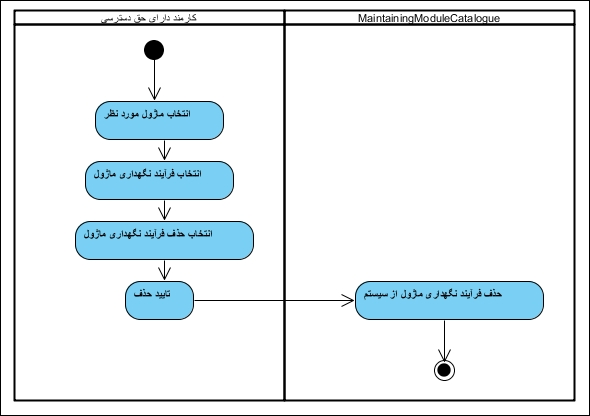 کارمند دارای حق دسترسی
MaintainingModuleCatalogue
انتخاب ماژول مورد نظر
انتخاب فرآیند نگهداری ماژول
انتخاب حذف فرآیند نگهداری ماژول
تایید حذف
حذف فرآیند نگهداری ماژول از سیستم